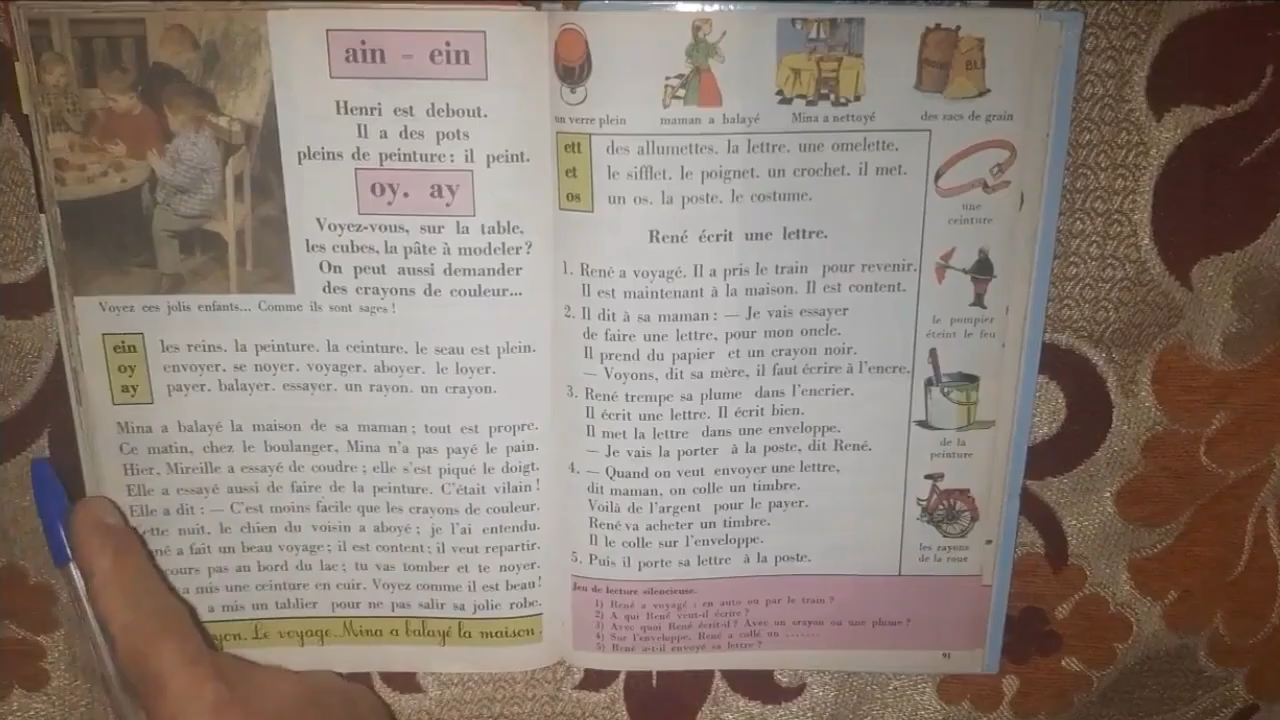 ain - ein
Henri est debout.
Il a des pots
pleins de peinture : il peint.
oy. ay
Voyez-vous, sur la table,
les cubes, la pâte à modeler?
On peut aussi demander
des crayons de couleur...
Voyez ces jolis enfants... Comme ils sont sages !
ein les reins. la peinture. la ceinture. le seau est plein.
oy envoyer. se noyer. voyager. aboyer. le loyer.
ay payer. balayer. essayer. un rayon. un crayon.
Mina a balayé la maison de sa maman ; tout est propre.
Ce matin, chez le boulanger, Mina n'a pas payé le pain.
Hier, Mireille a essayé de coudre ; elle s'est piqué le doigt.
Elle a essayé aussi de faire de la peinture. C'était vilain !
Elle a dit : — C'est moins facile que les crayons de couleur.
nuit, le chien du voisin a aboyé ; je l'ai entendu.
a fait un beau voyage ; il est content ; il veut repartir.
cours pas au bord du lac ; tu vas tomber et te noyer.
a mis une ceinture en cuir. Voyez comme il est beau !
a mis un tablier pour ne pas salir sa jolie robe.
Le voyage. Mina a balayé la maison.
un verre plein
maman a balayé
Mina a nettoyé
des sacs de grain
ett des allumettes. la lettre. une omelette.
et le sifflet. le poignet. un crochet. il met.
os un os. la poste. le costume.
René écrit une lettre.
1. René a voyagé. Il a pris le train pour revenir.
Il est maintenant à la maison. Il est content.
2. Il dit à sa maman : — Je vais essayer
de faire une lettre, pour mon oncle.
Il prend du papier et un crayon noir.
— Voyons, dit sa mère, il faut écrire à l'encre.
3. René trempe sa plume dans l'encrier.
Il écrit une lettre. Il écrit bien.
Il met la lettre dans une enveloppe.
— Je vais la porter à la poste, dit René.
4. — Quand on veut envoyer une lettre,
dit maman, on colle un timbre.
Voilà de l'argent pour le payer.
René va acheter un timbre.
Il le colle sur l'enveloppe.
5. Puis il porte sa lettre à la poste.
une
ceinture
le pompier
éteint le feu
de la
peinture
les rayons
de la roue
Jeu de lecture silencieuse.
1) René a voyagé : en auto ou par le train ?
2) A qui René veut-il écrire ?
3) Avec quoi René écrit-il ? Avec un crayon ou une plume ?
4) Sur l'enveloppe, René a collé un .......
5) René a-t-il envoyé sa lettre ?
91